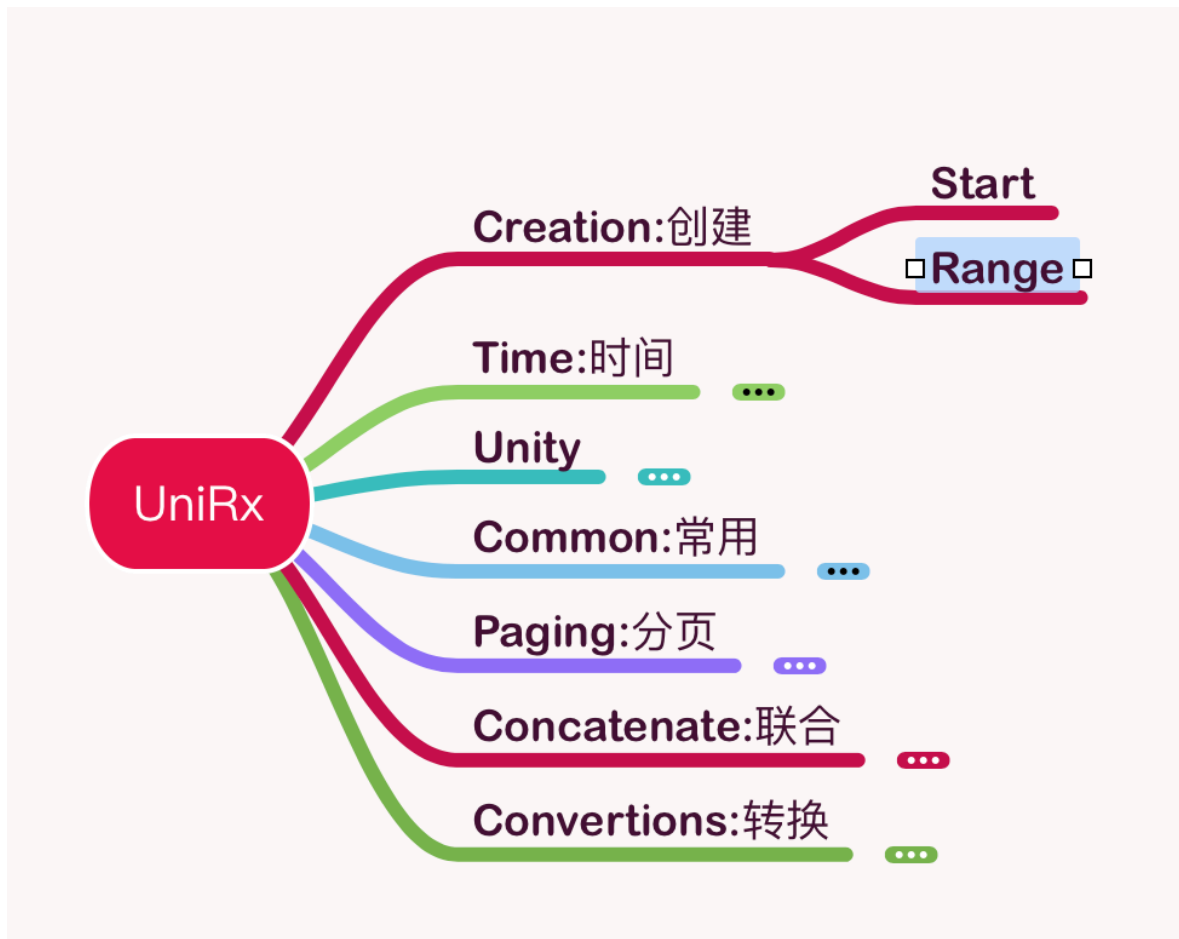 Start
Creation:创建
Range
Time:时间
Unity
UniRx
Common:常用
Paging:分页
Concatenate:联合
Convertions:转换